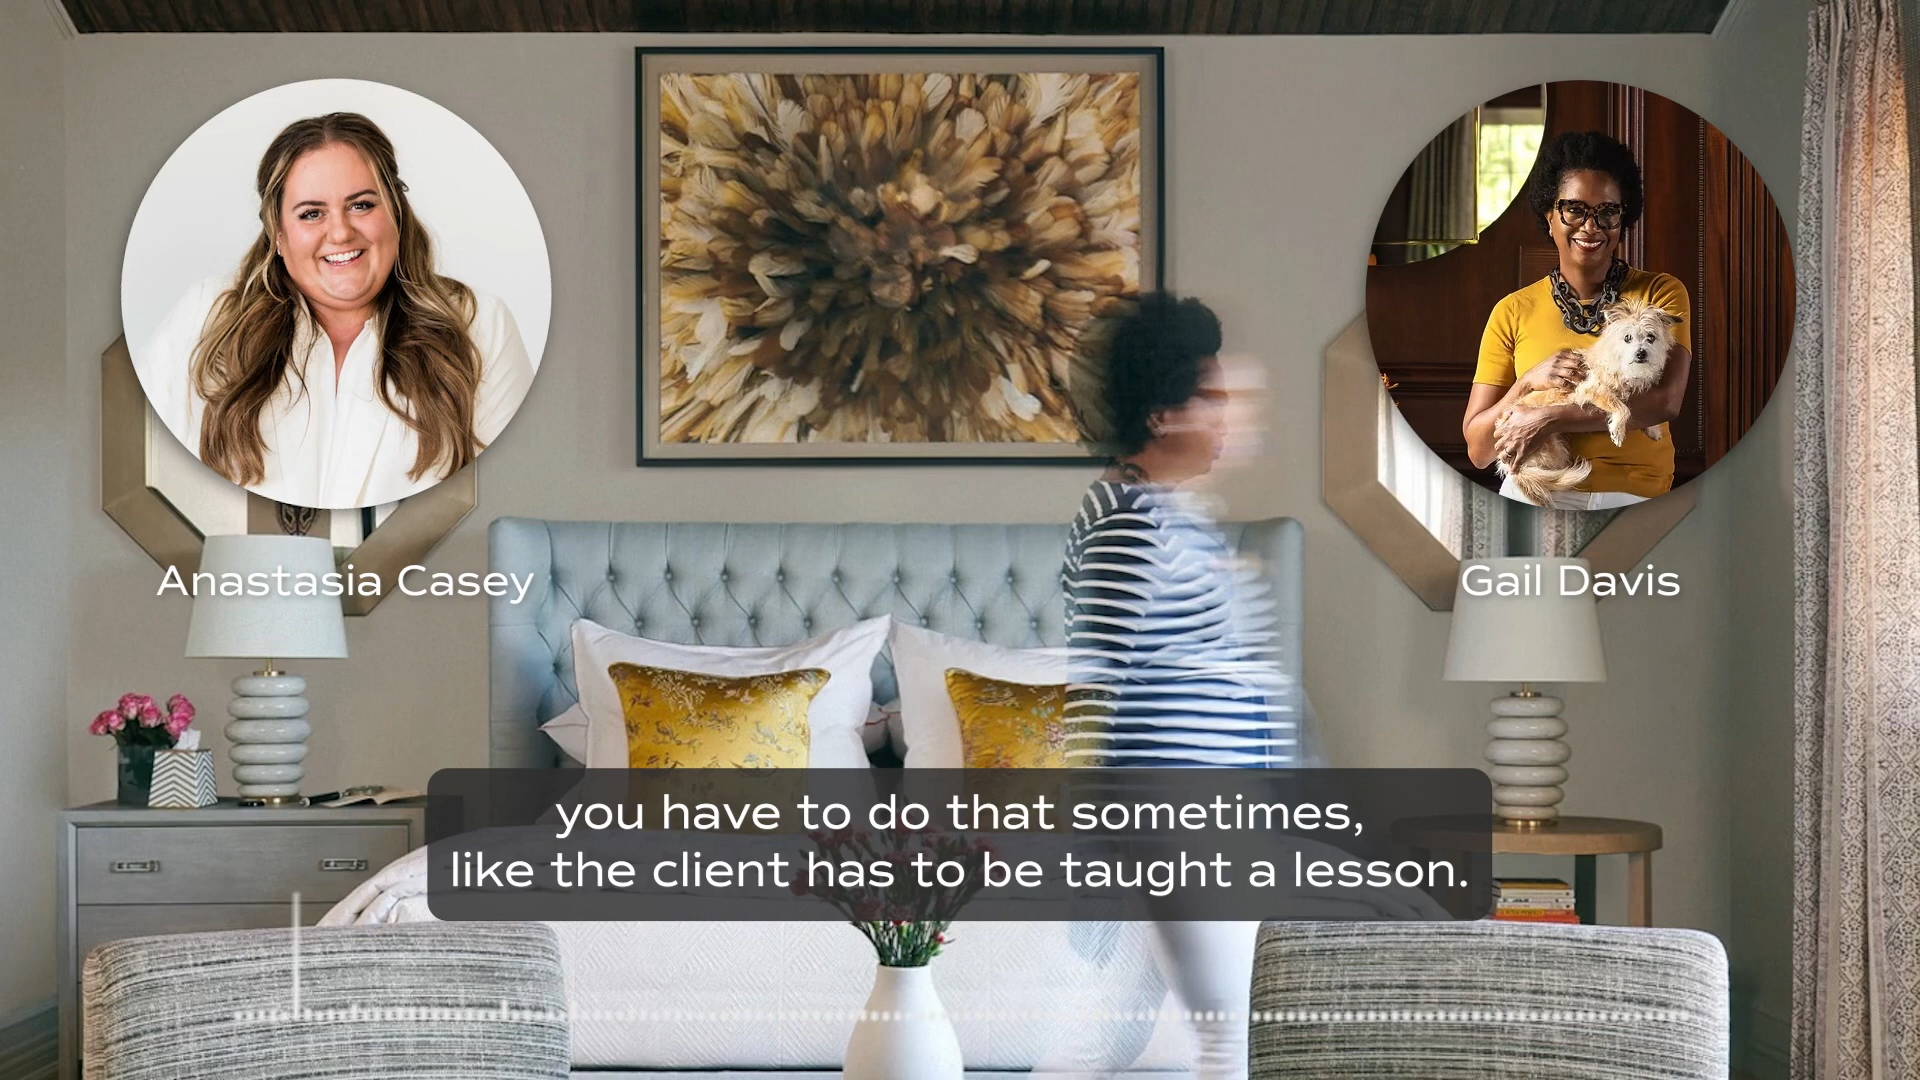 Anastasia Casey
Gail Davis
you have to do that sometimes,
like the client has to be taught a lesson.